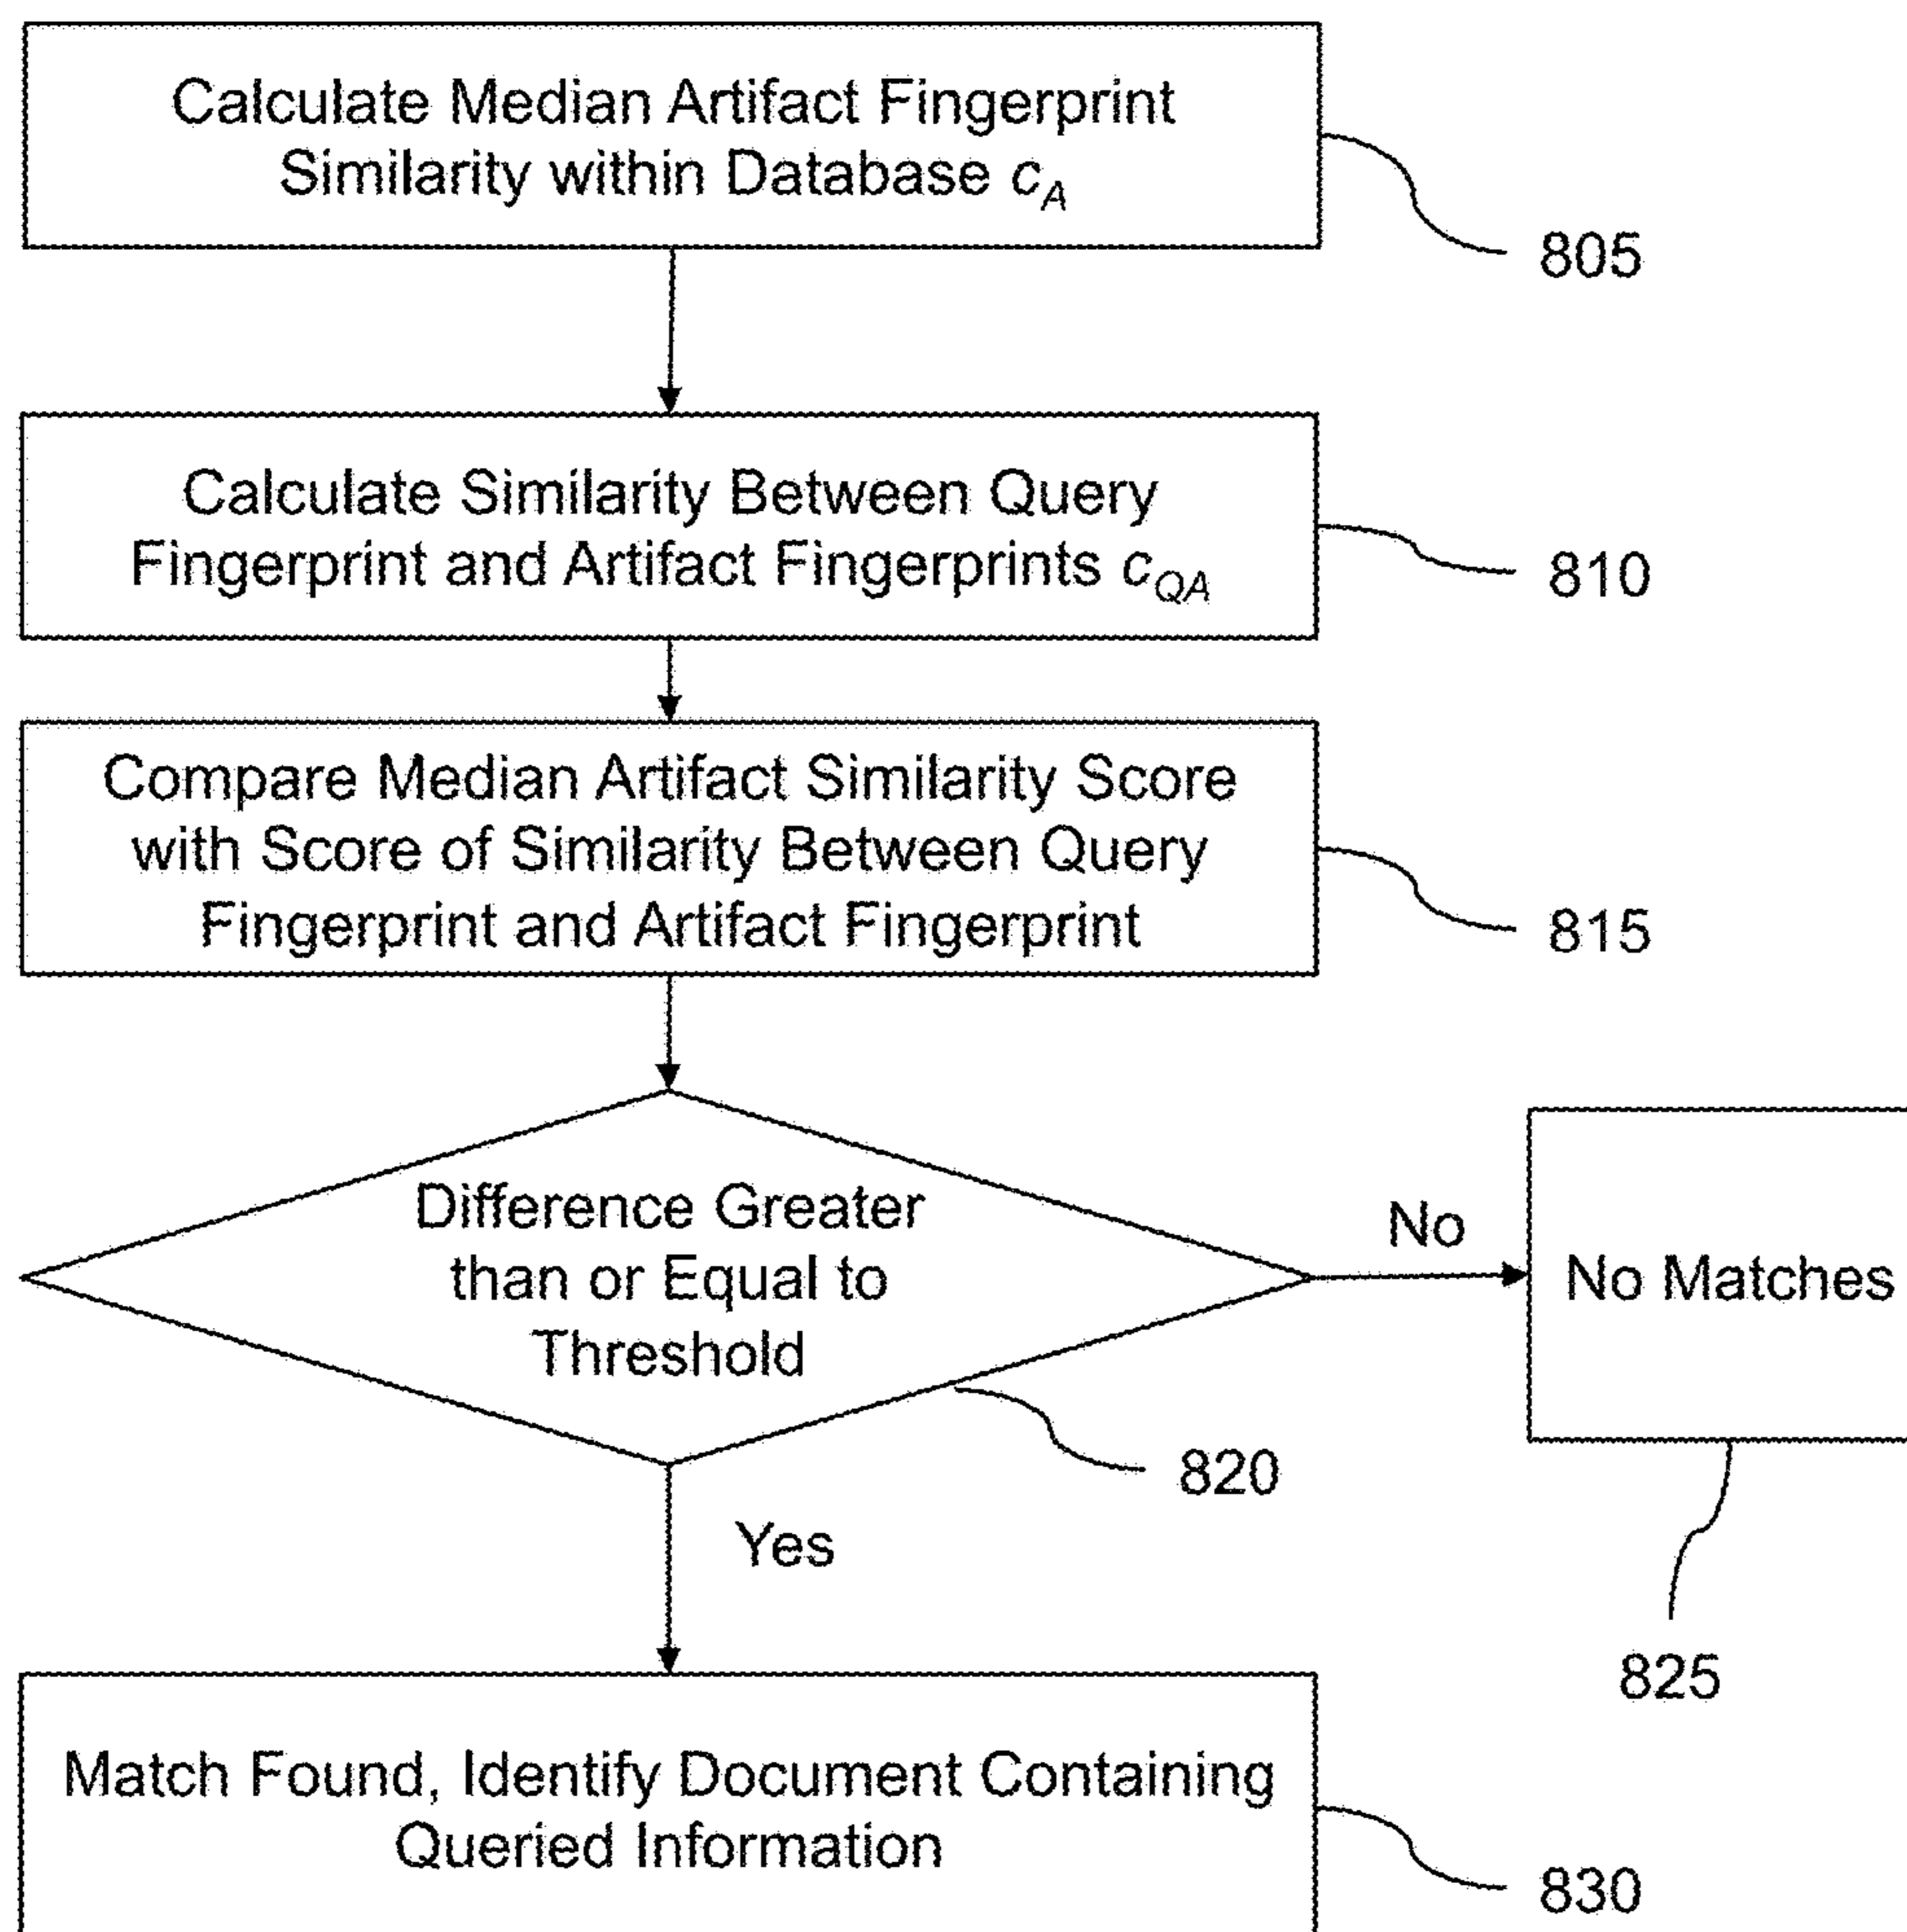 Calculate Median Artifact Fingerprint
Similarity within Database c_A
805
Calculate Similarity Between Query
Fingerprint and Artifact Fingerprints c_QA
810
Compare Median Artifact Similarity Score
with Score of Similarity Between Query
Fingerprint and Artifact Fingerprint
815
Difference Greater
than or Equal to
Threshold
820
No
No Matches
825
Yes
Match Found, Identify Document Containing
Queried Information
830